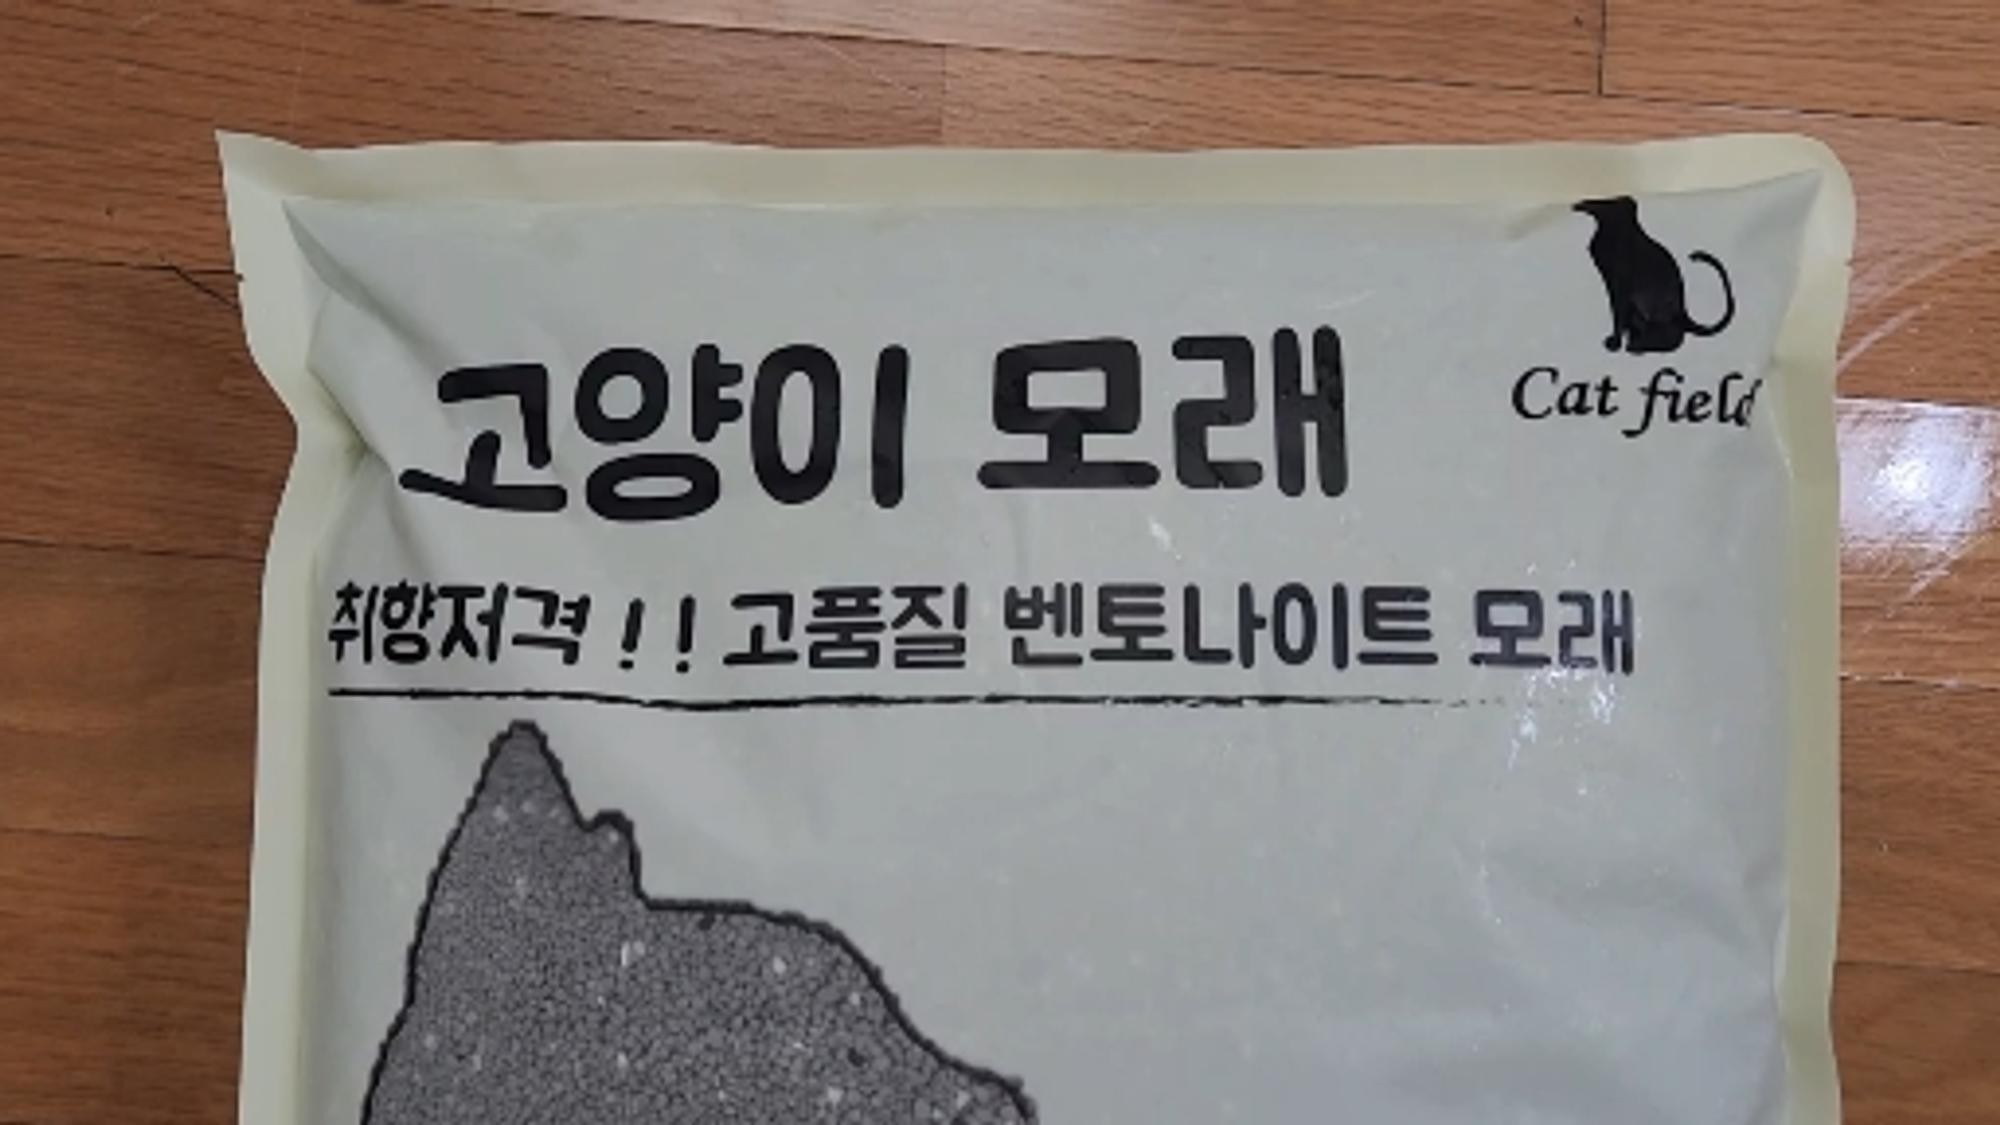 Cat field
고양이 모래
취향저격 !! 고품질 벤토나이트 모래